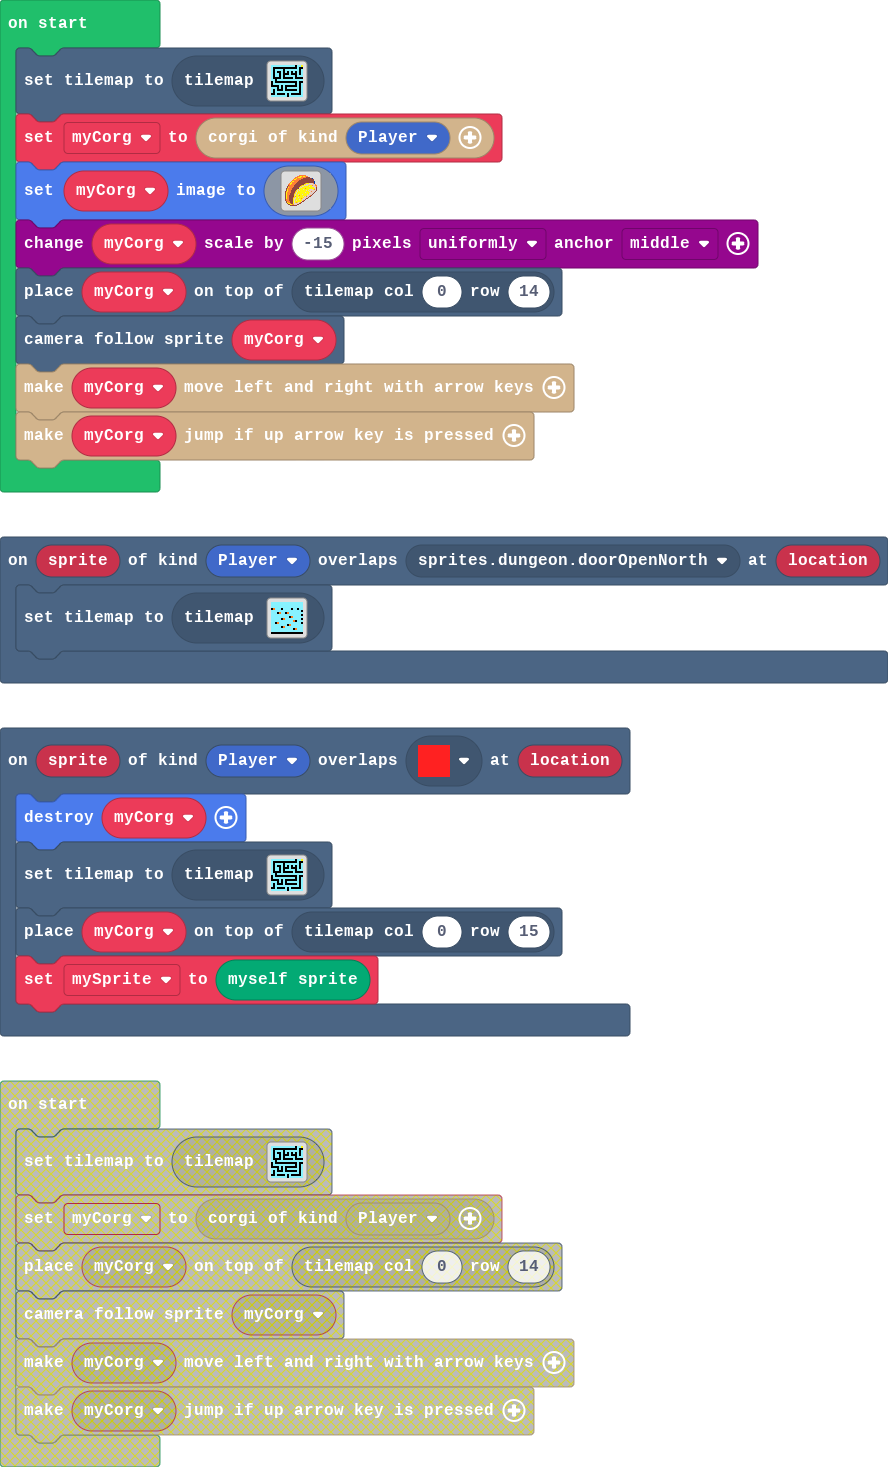 on start
set tilemap to tilemap
set myCorg to corgi of kind Player
set myCorg image to
change myCorg scale by -15 pixels uniformly anchor middle
place myCorg on top of tilemap col 0 row 14
camera follow sprite myCorg
make myCorg move left and right with arrow keys
make myCorg jump if up arrow key is pressed
on sprite of kind Player overlaps sprites.dungeon.doorOpenNorth at location
set tilemap to tilemap
on sprite of kind Player overlaps at location
destroy myCorg
set tilemap to tilemap
place myCorg on top of tilemap col 0 row 15
set mySprite to myself sprite
on start
set tilemap to tilemap
set myCorg to corgi of kind Player
place myCorg on top of tilemap col 0 row 14
camera follow sprite myCorg
make myCorg move left and right with arrow keys
make myCorg jump if up arrow key is pressed